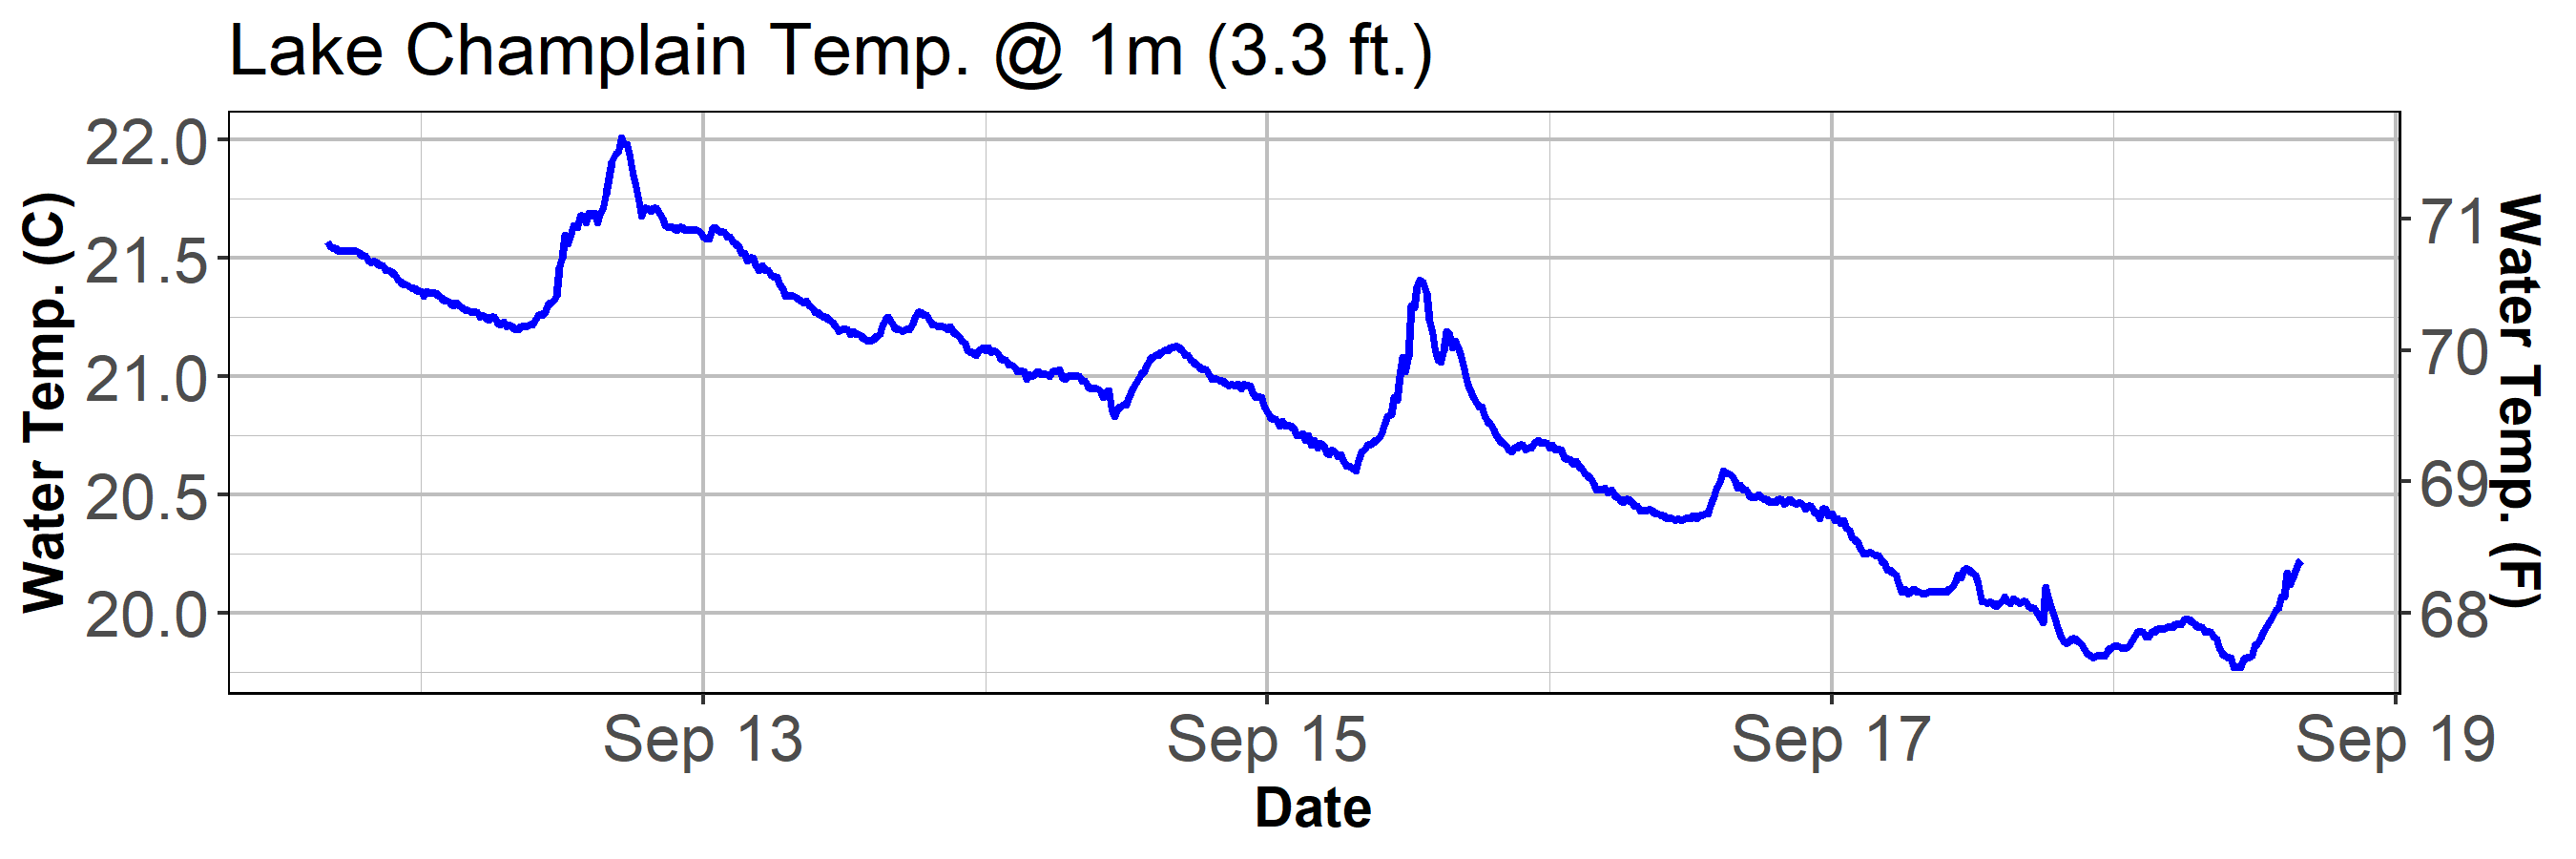 Lake Champlain Temp. @ 1m (3.3 ft.)
Water Temp. (C)
22.0
21.5
21.0
20.5
20.0
71
70
69
68
Water Temp. (F)
Sep 13 Sep 15 Sep 17 Sep 19
Date